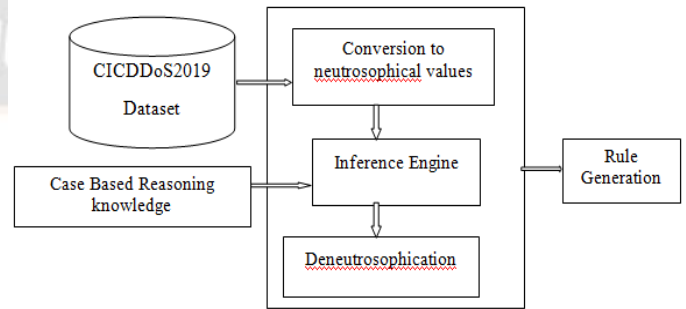 CICDDoS2019
Dataset
Conversion to
neutrosophical values
Inference Engine
Case Based Reasoning
knowledge
Deneutrosophication
Rule
Generation